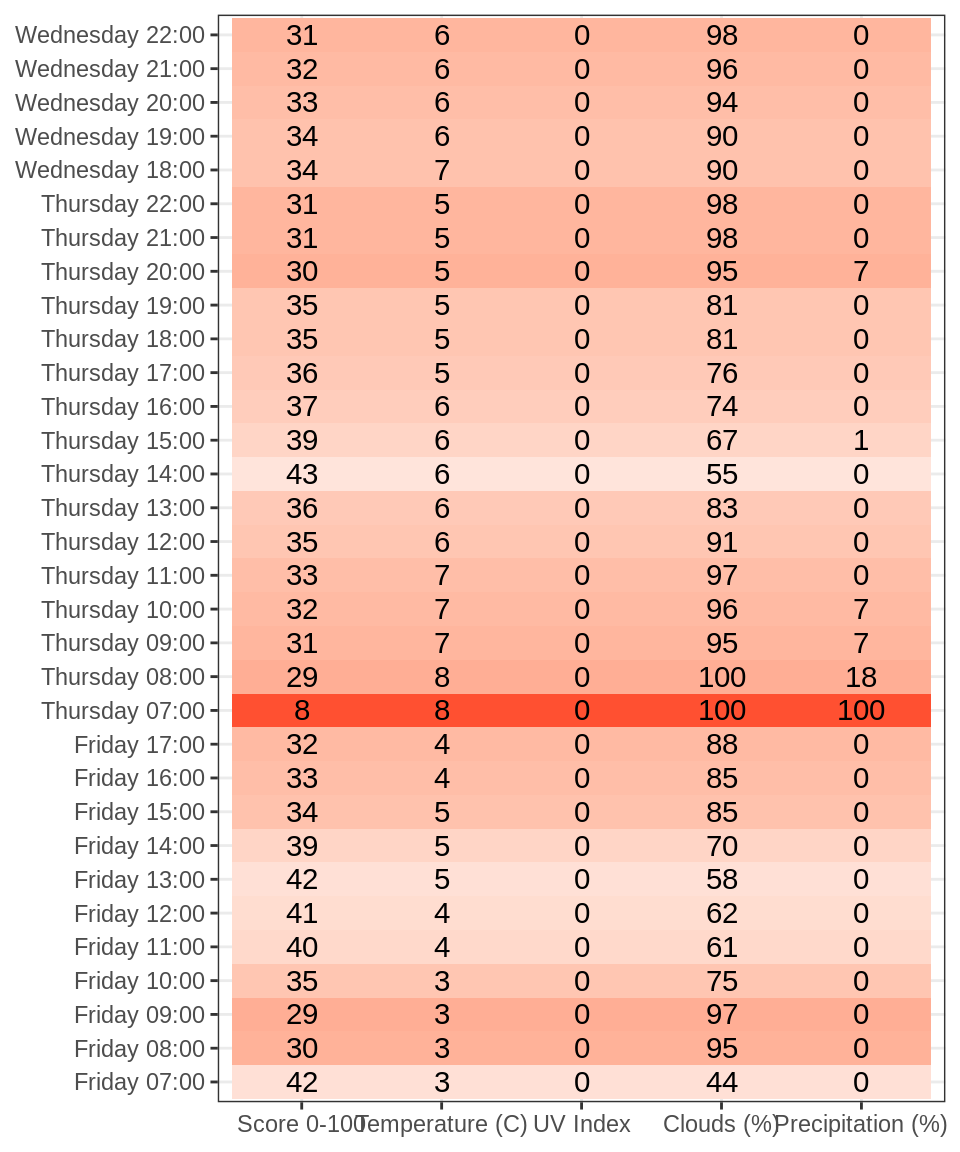 Wednesday 22:00 31 6 0 98 0
Wednesday 21:00 32 6 0 96 0
Wednesday 20:00 33 6 0 94 0
Wednesday 19:00 34 6 0 90 0
Wednesday 18:00 34 7 0 90 0
Thursday 22:00 31 5 0 98 0
Thursday 21:00 31 5 0 98 0
Thursday 20:00 30 5 0 95 7
Thursday 19:00 35 5 0 81 0
Thursday 18:00 35 5 0 81 0
Thursday 17:00 36 5 0 76 0
Thursday 16:00 37 6 0 74 0
Thursday 15:00 39 6 0 67 1
Thursday 14:00 43 6 0 55 0
Thursday 13:00 36 6 0 83 0
Thursday 12:00 35 6 0 91 0
Thursday 11:00 33 7 0 97 0
Thursday 10:00 32 7 0 96 7
Thursday 09:00 31 7 0 95 7
Thursday 08:00 29 8 0 100 18
Thursday 07:00 8 8 0 100 100
Friday 17:00 32 4 0 88 0
Friday 16:00 33 4 0 85 0
Friday 15:00 34 5 0 85 0
Friday 14:00 39 5 0 70 0
Friday 13:00 42 5 0 58 0
Friday 12:00 41 4 0 62 0
Friday 11:00 40 4 0 61 0
Friday 10:00 35 3 0 75 0
Friday 09:00 29 3 0 97 0
Friday 08:00 30 3 0 95 0
Friday 07:00 42 3 0 44 0
Score 0-100 Temperature (C) UV Index Clouds (%) Precipitation (%)